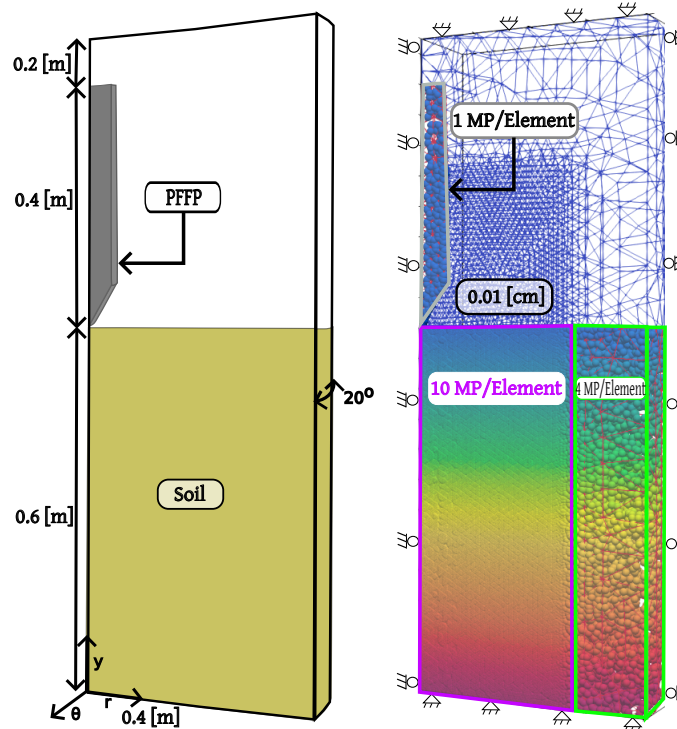 0.2 [m]
0.4 [m]
PFFP
0.6 [m]
20°
Soil
y
r
θ
0.4 [m]
1 MP/Element
0.01 [cm]
10 MP/Element
4 MP/Element